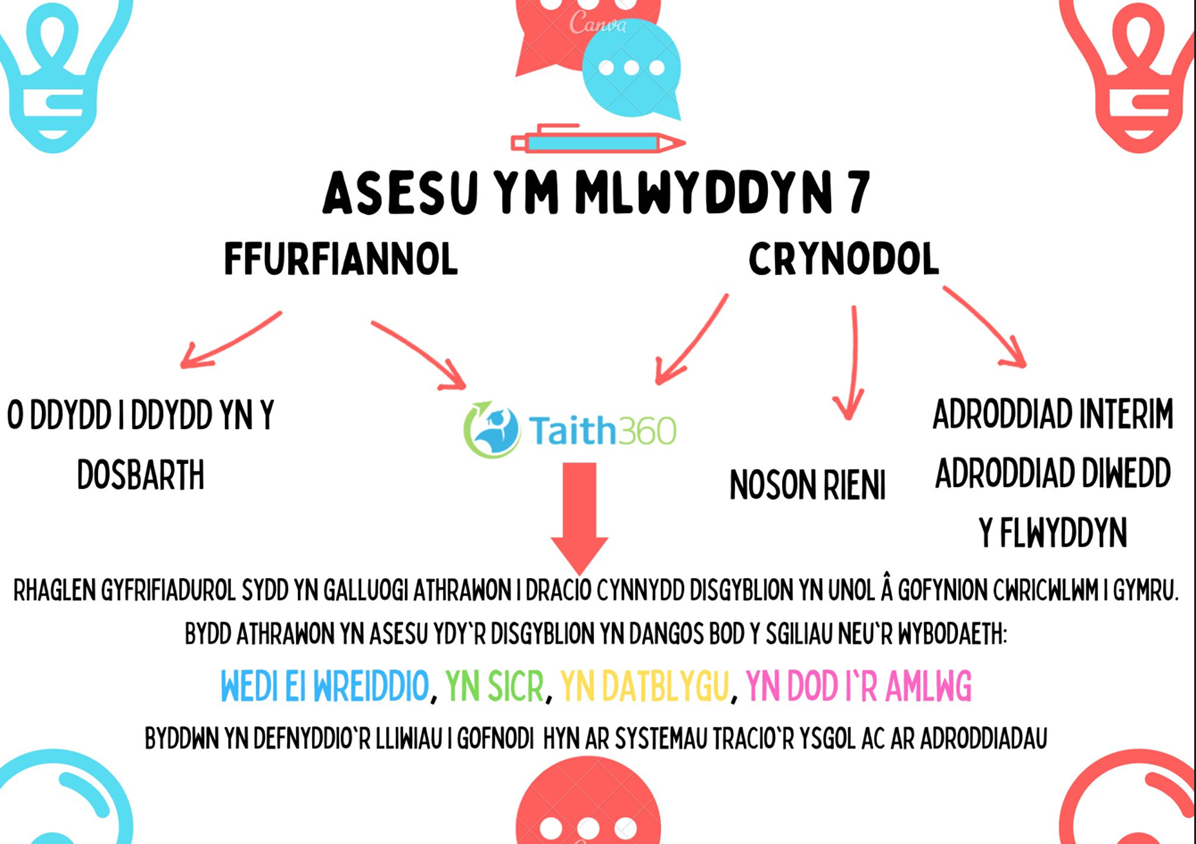 Canva
ASESU YM MLWYDDYN 7
FFURFIANNOL
CRYNODOL
O DDYDD I DDYDD YN Y
DOSBARTH
Taith360
NOSON RIENI
ADRODDIAD INTERIM
ADRODDIAD DIWEDD
Y FLWYDDYN
RHAGLEN GYFRIFIADUROL SYDD YN GALLUOGI ATHRAWON I DRACIO CYNNYDD DISGYBLION YN UNOL Â GOFYNION CWRICWLWM I GYMRU.
BYDD ATHRAWON YN ASESU YDY'R DISGYBLION YN DANGOS BOD Y SGILIAU NEU'R WYBODAETH:
WEDI EI WREIDDIO, YN SICR, YN DATBLYGU, YN DOD I'R AMLWG
BYDDWN YN DEFNYDDIO'R LLIWIAU I GOFNODI HYN AR SYSTEMAU TRACIO'R YSGOL AC AR ADRODDIADAU